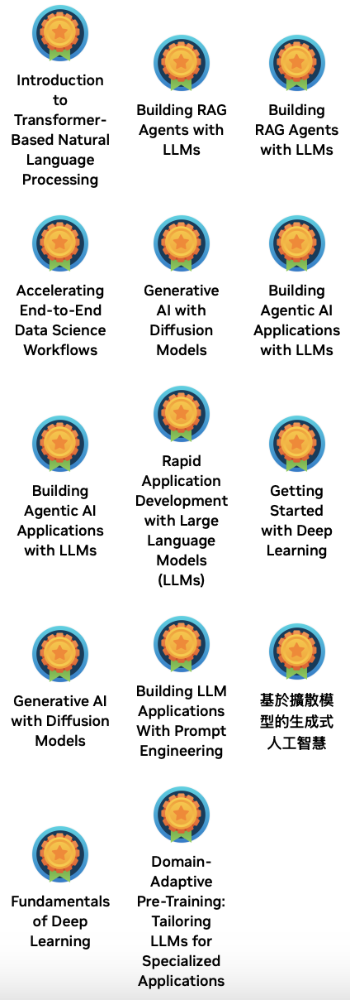 Introduction
to
Transformer-
Based Natural
Language
Processing
Building RAG
Agents with
LLMs
Building
RAG Agents
with LLMs
Accelerating
End-to-End
Data Science
Workflows
Generative
AI with
Diffusion
Models
Building
Agentic AI
Applications
with LLMs
Building
Agentic AI
Applications
with LLMs
Rapid
Application
Development
with Large
Language
Models
(LLMs)
Getting
Started
with Deep
Learning
Generative AI
with Diffusion
Models
Building LLM
Applications
With Prompt
Engineering
基於擴散模
型的生成式
人工智慧
Fundamentals
of Deep
Learning
Domain-
Adaptive
Pre-Training:
Tailoring
LLMs for
Specialized
Applications